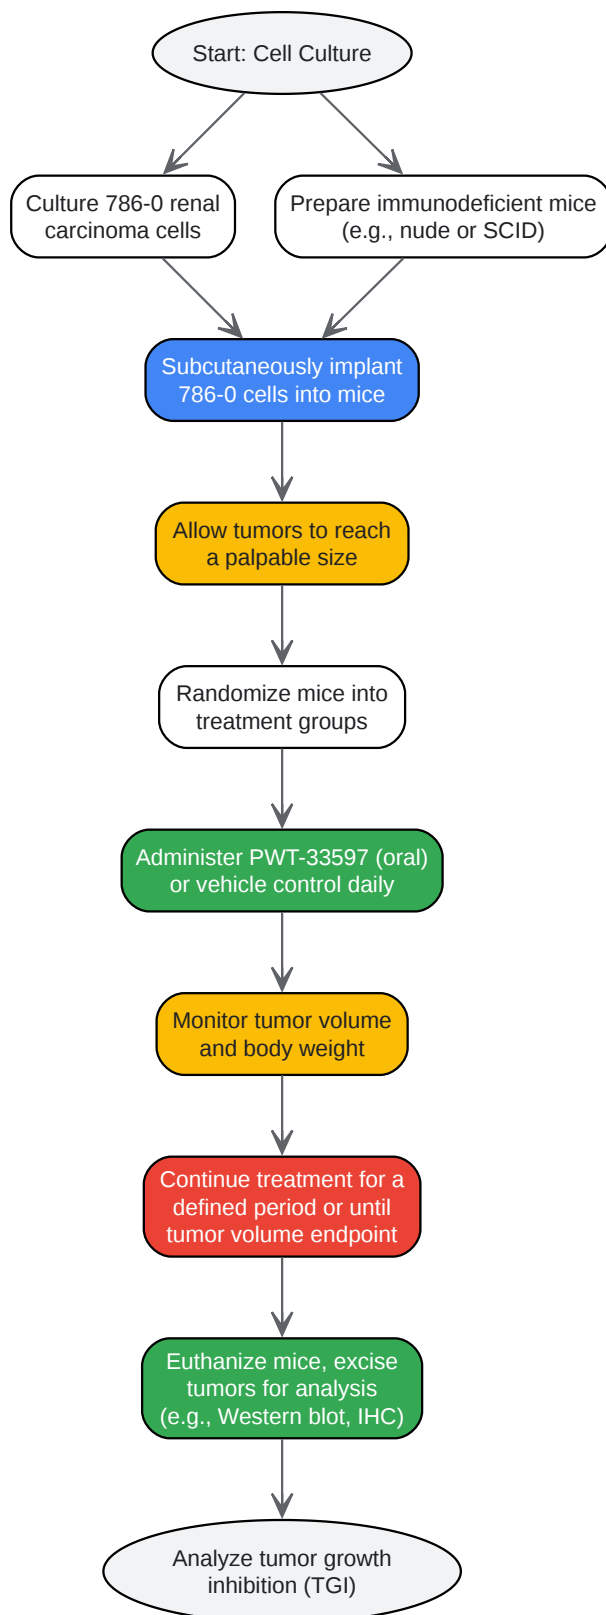 Start: Cell Culture
Culture 786-0 renal
carcinoma cells
Prepare immunodeficient mice
(e.g., nude or SCID)
Subcutaneously implant
786-0 cells into mice
Allow tumors to reach
a palpable size
Randomize mice into
treatment groups
Administer PWT-33597 (oral)
or vehicle control daily
Monitor tumor volume
and body weight
Continue treatment for a
defined period or until
tumor volume endpoint
Euthanize mice, excise
tumors for analysis
(e.g., Western blot, IHC)
Analyze tumor growth
inhibition (TGI)